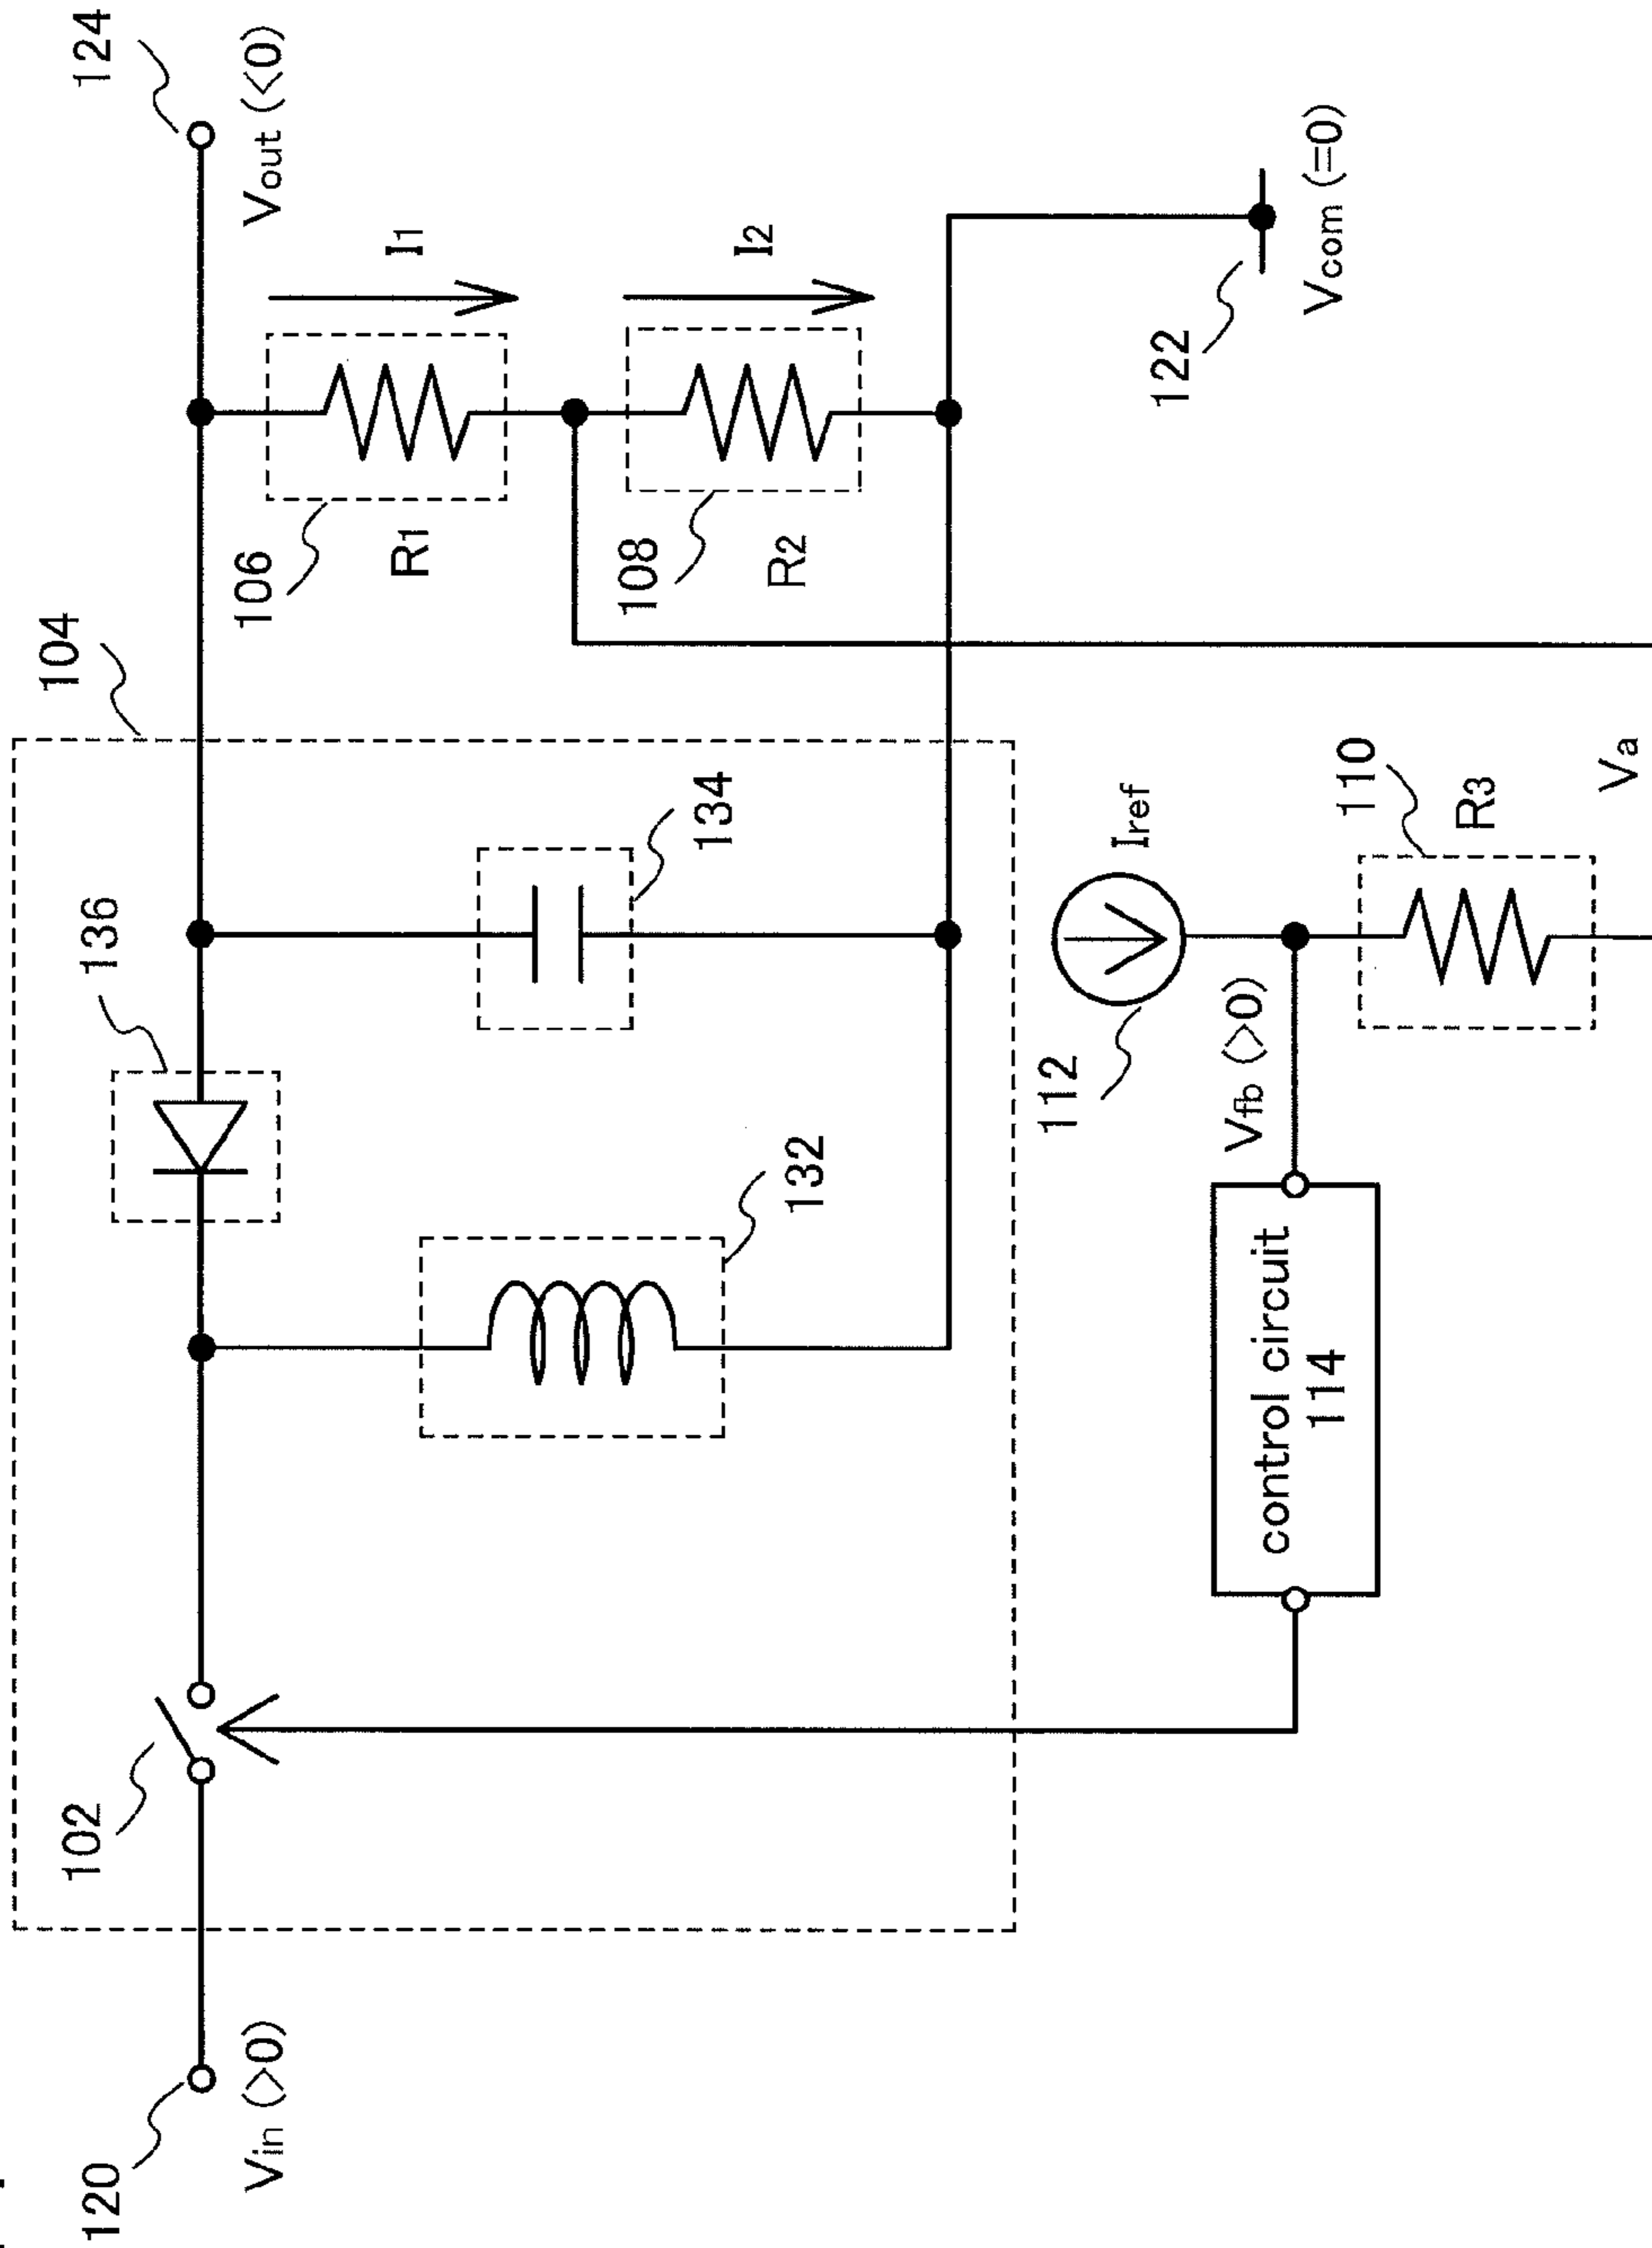 104
124
136
102
120
Vout (<0)
Vin (>0)
106
I1
R1
134
132
108
I2
R2
112
Iref
122
Vfb (>0)
Vcom (=0)
control circuit
114
110
R3
Va